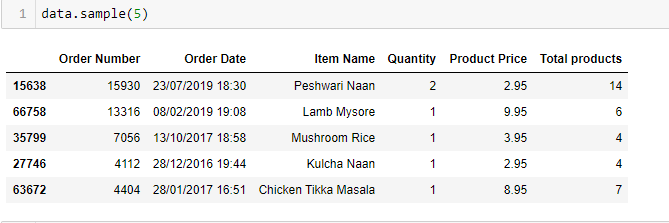 1 data.sample(5)
Order Number Order Date Item Name Quantity Product Price Total products
15638 15930 23/07/2019 18:30 Peshwari Naan 2 2.95 14
66758 13316 08/02/2019 19:08 Lamb Mysore 1 9.95 6
35799 7056 13/10/2017 18:58 Mushroom Rice 1 3.95 4
27746 4112 28/12/2016 19:44 Kulcha Naan 1 2.95 4
63672 4404 28/01/2017 16:51 Chicken Tikka Masala 1 8.95 7